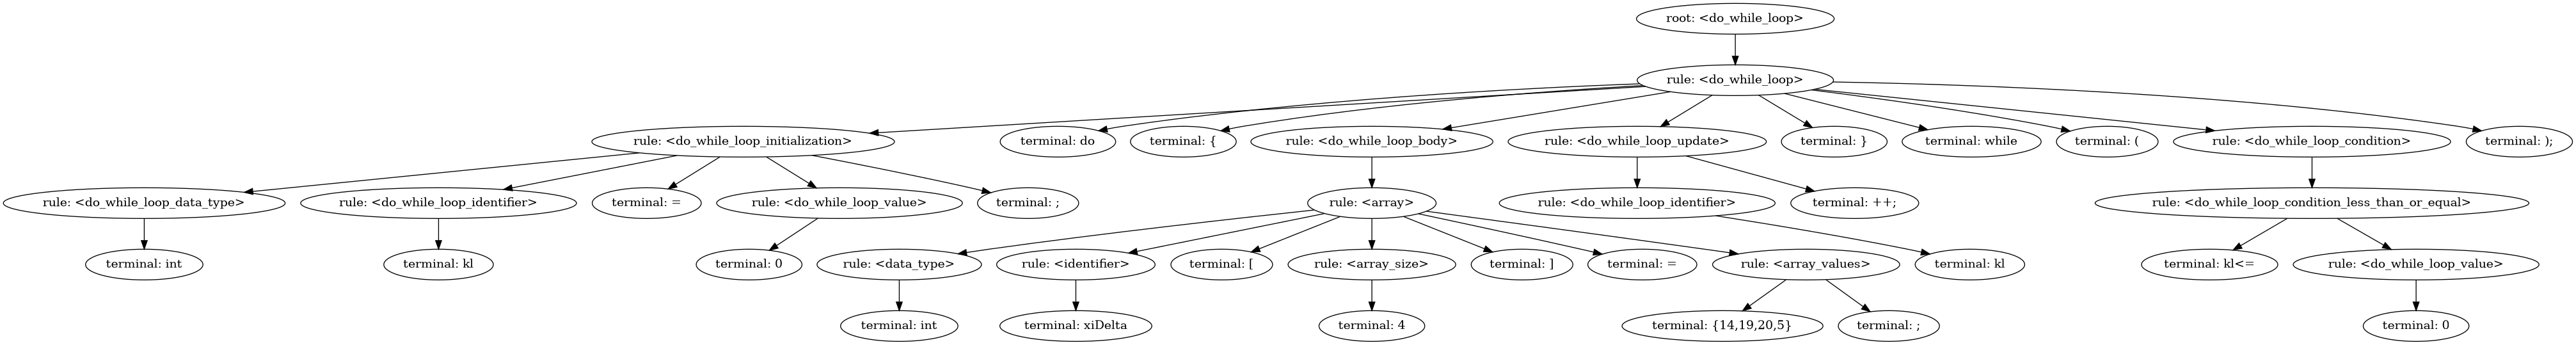 root: <do_while_loop>
rule: <do_while_loop>
rule: <do_while_loop_initialization>
terminal: do
terminal: {
rule: <do_while_loop_body>
rule: <do_while_loop_update>
terminal: }
terminal: while
terminal: (
rule: <do_while_loop_condition>
terminal: );
rule: <do_while_loop_data_type>
rule: <do_while_loop_identifier>
terminal: =
rule: <do_while_loop_value>
terminal: ;
rule: <array>
rule: <do_while_loop_identifier>
terminal: ++;
rule: <do_while_loop_condition_less_than_or_equal>
terminal: int
terminal: kl
terminal: 0
rule: <data_type>
rule: <identifier>
terminal: [
rule: <array_size>
terminal: ]
terminal: =
rule: <array_values>
terminal: kl
terminal: kl<=
rule: <do_while_loop_value>
terminal: int
terminal: xiDelta
terminal: 4
terminal: {14,19,20,5}
terminal: ;
terminal: 0